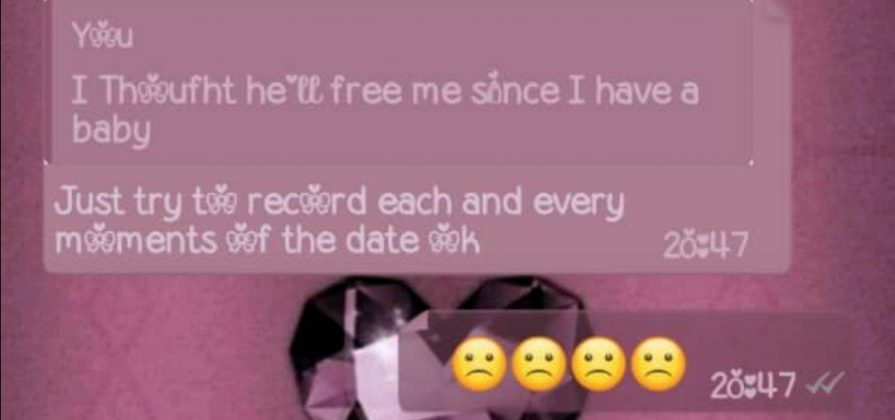 You
I Thoufht he'll free me since I have a
baby
Just try to record each and every
moments of the date ok
20:47
🙁🙁🙁🙁
20:47